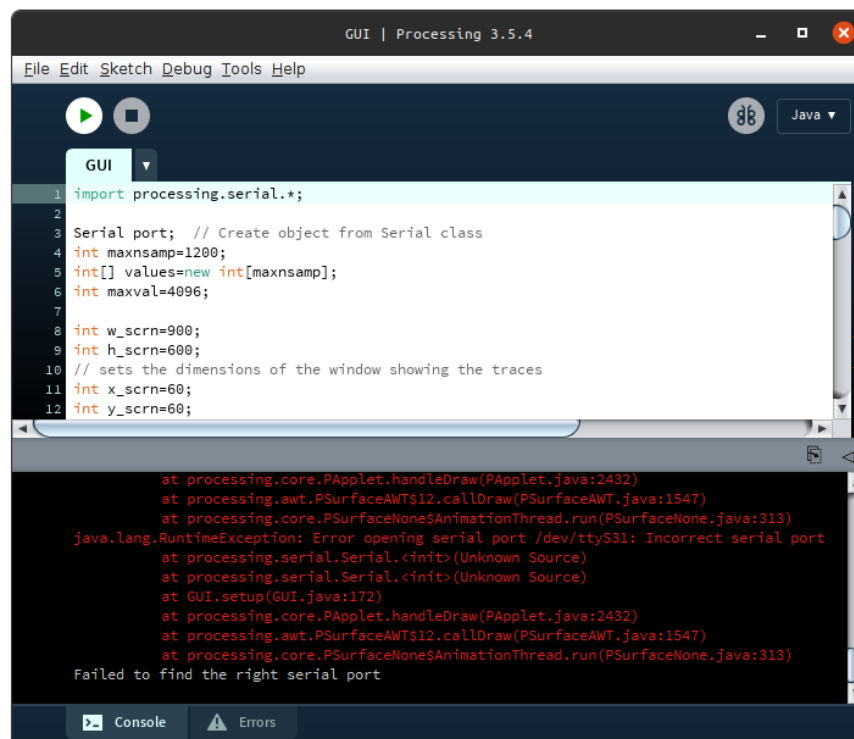 GUI | Processing 3.5.4
File Edit Sketch Debug Tools Help
Java ▼
GUI ▼
1 import processing.serial.*;
2
3 Serial port;  // Create object from Serial class
4 int maxnsamp=1200;
5 int[] values=new int[maxnsamp];
6 int maxval=4096;
7
8 int w_scrn=900;
9 int h_scrn=600;
10 // sets the dimensions of the window showing the traces
11 int x_scrn=60;
12 int y_scrn=60;
at processing.core.PApplet.handleDraw(PApplet.java:2432)
at processing.awt.PSurfaceAWT$12.callDraw(PSurfaceAWT.java:1547)
at processing.core.PSurfaceNone$AnimationThread.run(PSurfaceNone.java:313)
java.lang.RuntimeException: Error opening serial port /dev/ttyS31: Incorrect serial port
at processing.serial.Serial.<init>(Unknown Source)
at processing.serial.Serial.<init>(Unknown Source)
at GUI.setup(GUI.java:172)
at processing.core.PApplet.handleDraw(PApplet.java:2432)
at processing.awt.PSurfaceAWT$12.callDraw(PSurfaceAWT.java:1547)
at processing.core.PSurfaceNone$AnimationThread.run(PSurfaceNone.java:313)
Failed to find the right serial port
Console Errors